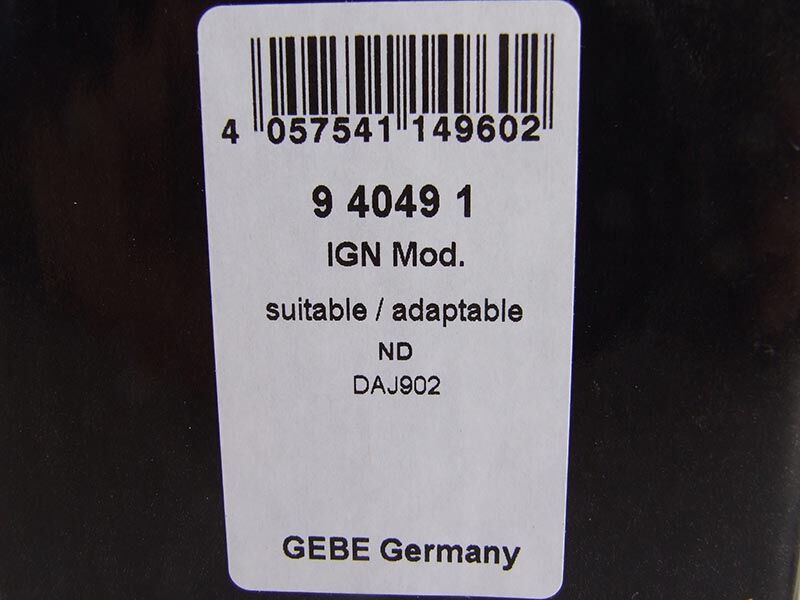 4 057541 149602
9 4049 1
IGN Mod.
suitable / adaptable
ND
DAJ902
GEBE Germany